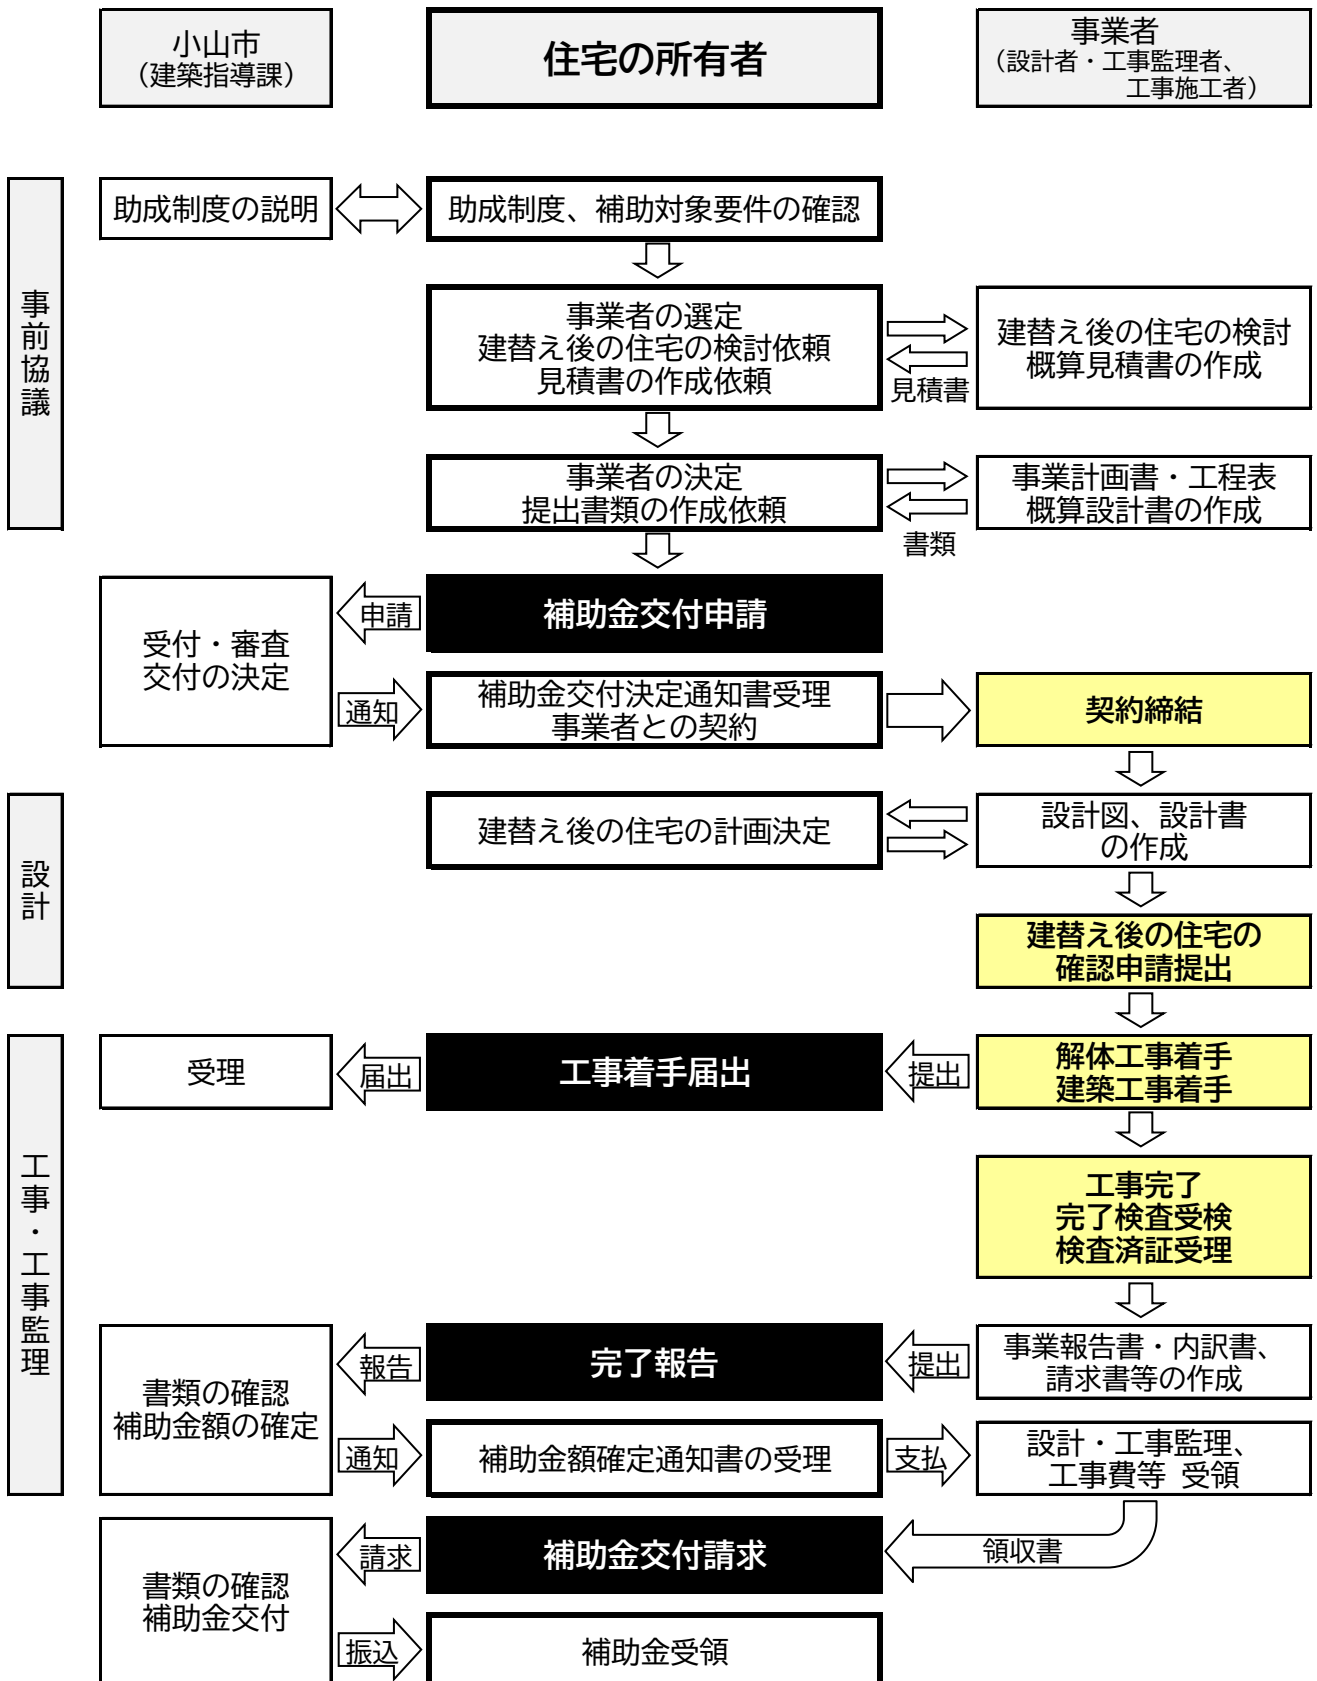 小山市
（建築指導課）
住宅の所有者
事業者
（設計者・工事監理者、
工事施工者）
事前協議
助成制度の説明
助成制度、補助対象要件の確認
事業者の選定
建替え後の住宅の検討依頼
見積書の作成依頼
見積書
建替え後の住宅の検討
概算見積書の作成
事業者の決定
提出書類の作成依頼
書類
事業計画書・工程表
概算設計書の作成
受付・審査
交付の決定
申請
補助金交付申請
通知
補助金交付決定通知書受理
事業者との契約
契約締結
設計
建替え後の住宅の計画決定
設計図、設計書
の作成
建替え後の住宅の
確認申請提出
工事・工事監理
受理
届出
工事着手届出
提出
解体工事着手
建築工事着手
工事完了
完了検査受検
検査済証受理
書類の確認
補助金額の確定
報告
完了報告
提出
事業報告書・内訳書、
請求書等の作成
通知
補助金額確定通知書の受理
支払
設計・工事監理、
工事費等 受領
書類の確認
補助金交付
請求
補助金交付請求
領収書
振込
補助金受領